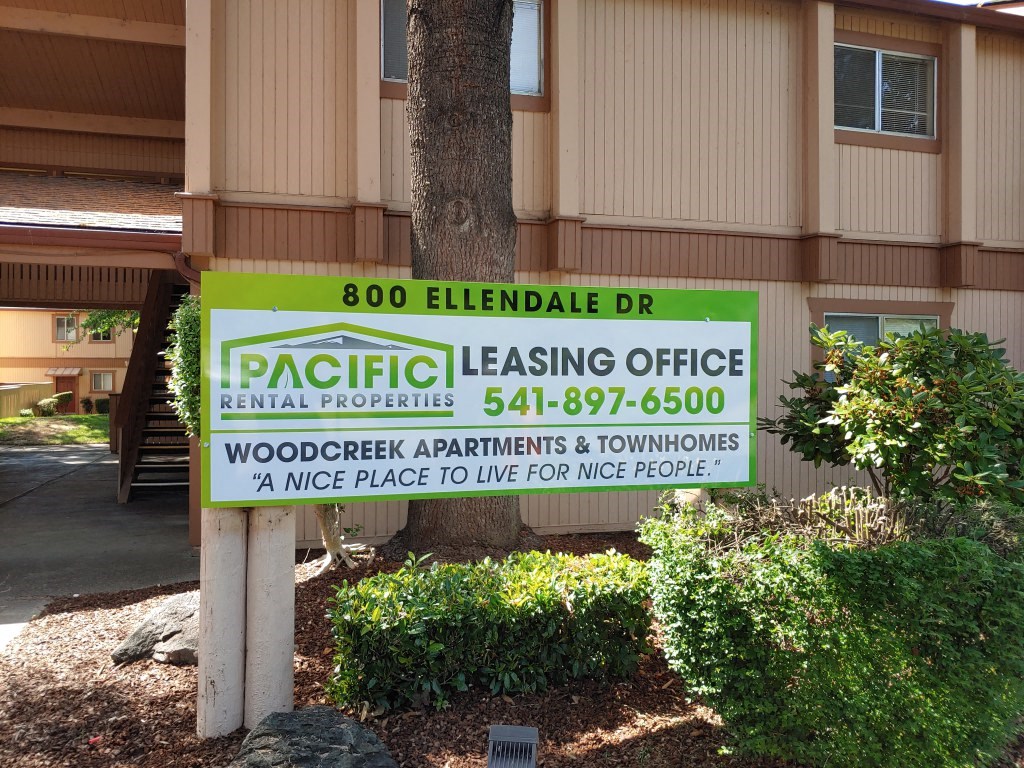 800 ELLENDALE DR
PACIFIC
RENTAL PROPERTIES
LEASING OFFICE
541-897-6500
WOODCREEK APARTMENTS & TOWNHOMES
"A NICE PLACE TO LIVE FOR NICE PEOPLE."